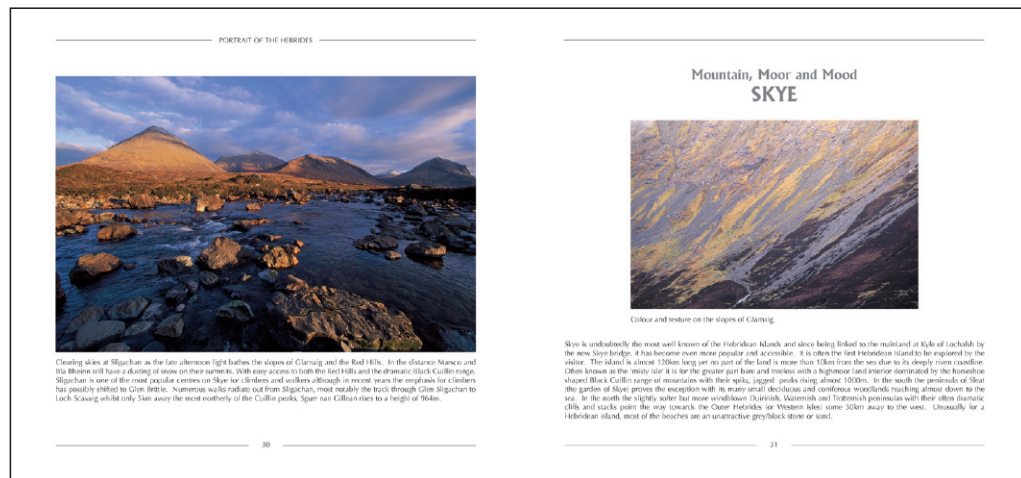 PORTRAIT OF THE HEBRIDES
Clearing skies at Sligachan as the late afternoon light bathes the slopes of Glamaig and the Red Hills. In the distance Marsco and
Bla Bheinn still have a dusting of snow on their summits. With easy access to both the Red Hills and the dramatic Black Cuillin range,
Sligachan is one of the most popular centres on Skye for climbers and walkers although in recent years the emphasis for climbers
has possibly shifted to Glen Brittle. Numerous walks radiate out from Sligachan, most notably the track through Glen Sligachan to
Loch Scavaig whilst only 5km away the most northerly of the Cuillin peaks, Sgurr nan Gillean rises to a height of 964m.
30
Mountain, Moor and Mood
SKYE
Colour and texture on the slopes of Glamaig.
Skye is undoubtedly the most well known of the Hebridean Islands and since being linked to the mainland at Kyle of Lochalsh by
the new Skye bridge, it has become even more popular and accessible. It is often the first Hebridean Island to be explored by the
visitor. The island is almost 120km long yet no part of the land is more than 10km from the sea due to its deeply riven coastline.
Often known as the 'misty isle' it is for the greater part bare and treeless with a high moor land interior dominated by the horseshoe
shaped Black Cuillin range of mountains with their spiky, jagged peaks rising almost 1000m. In the south the peninsula of Sleat
(the garden of Skye) proves the exception with its many small deciduous and coniferous woodlands reaching almost down to the
sea. In the north the slightly softer but more windblown Duirinish, Waternish and Trotternish peninsulas with their often dramatic
cliffs and stacks point the way towards the Outer Hebrides (or Western Isles) some 30km away to the west. Unusually for a
Hebridean island, most of the beaches are an unattractive grey/black stone or sand.
31